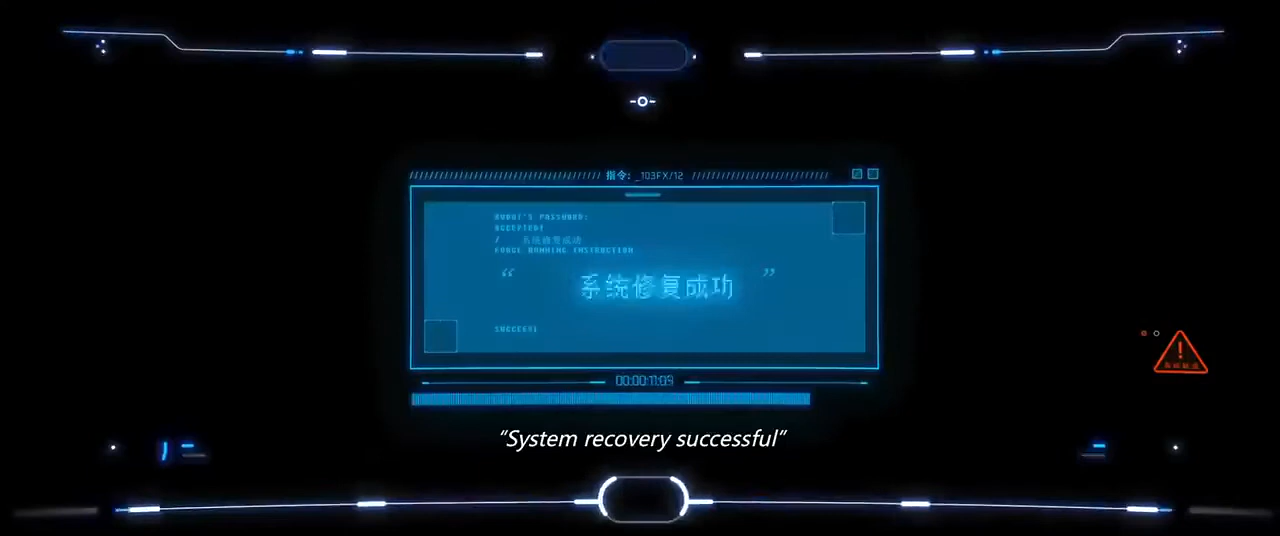 指令: _103FX/12
ROBOT'S PASSWORD:
ACCEPTED!
/ 系统修复成功
FORCE RUNNING INSTRUCTION
“ 系统修复成功 ”
SUCCEED!
00:00:11:09
“System recovery successful”